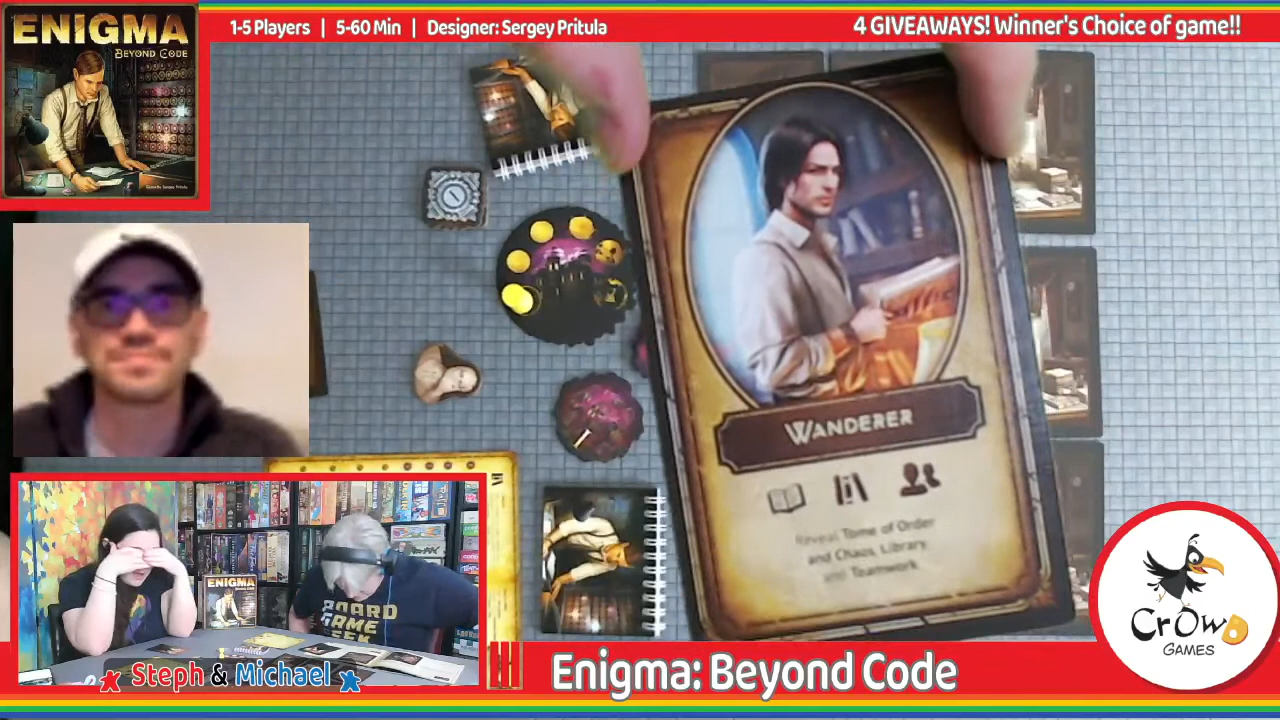 ENIGMA
BEYOND CODE
1-5 Players | 5-60 Min | Designer: Sergey Pritula
4 GIVEAWAYS! Winner's Choice of game!!
WANDERER
Reveal Tome of Order
and Chaos, Library,
and Teamwork.
ENIGMA
BOARD
GAME
GEEK
Steph & Michael
Enigma: Beyond Code
CrOwD
GAMES